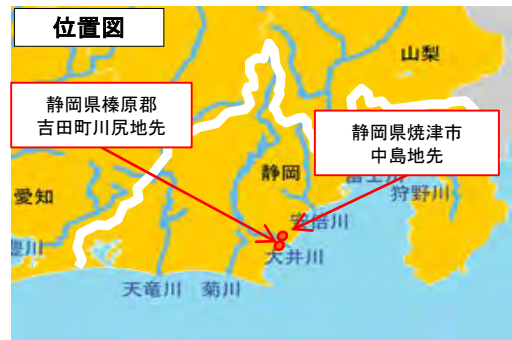 位置図
山梨
静岡県榛原郡
吉田町川尻地先
静岡県焼津市
中島地先
静岡
富士川
狩野川
愛知
安倍川
豊川
大井川
天竜川
菊川